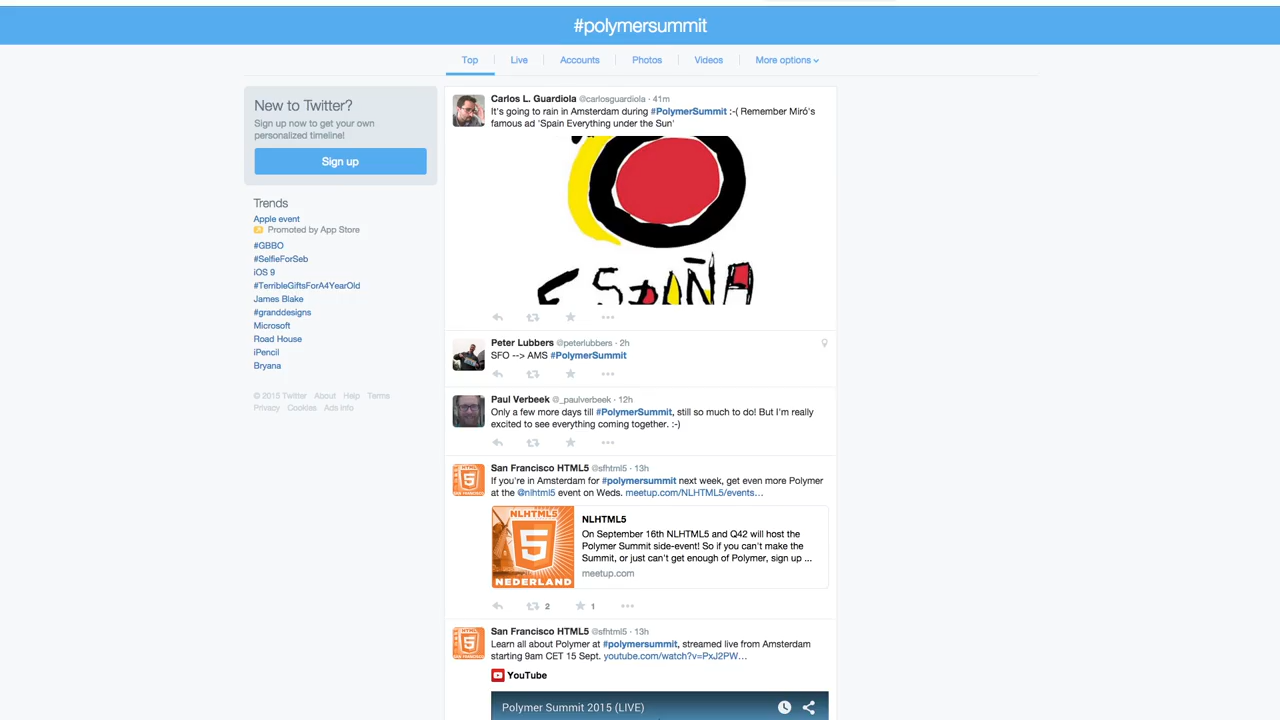 #polymersummit
Top
Live
Accounts
Photos
Videos
More options
New to Twitter?
Sign up now to get your own
personalized timeline!
Sign up
Trends
Apple event
Promoted by App Store
#GBBO
#SelfieForSeb
iOS 9
#TerribleGiftsForA4YearOld
James Blake
#granddesigns
Microsoft
Road House
iPencil
Bryana
© 2015 Twitter About Help Terms
Privacy Cookies Ads info
Carlos L. Guardiola @carlosguardiola · 41m
It's going to rain in Amsterdam during #PolymerSummit :-( Remember Miró's
famous ad 'Spain Everything under the Sun'
ESPAÑA
Peter Lubbers @peterlubbers · 2h
SFO --> AMS #PolymerSummit
Paul Verbeek @_paulverbeek · 12h
Only a few more days till #PolymerSummit, still so much to do! But I'm really
excited to see everything coming together. :-)
San Francisco HTML5 @sfhtml5 · 13h
If you're in Amsterdam for #polymersummit next week, get even more Polymer
at the @nlhtml5 event on Weds. meetup.com/NLHTML5/events…
NLHTML5
5
NEDERLAND
NLHTML5
On September 16th NLHTML5 and Q42 will host the
Polymer Summit side-event! So if you can't make the
Summit, or just can't get enough of Polymer, sign up ...
meetup.com
2
1
San Francisco HTML5 @sfhtml5 · 13h
Learn all about Polymer at #polymersummit, streamed live from Amsterdam
starting 9am CET 15 Sept. youtube.com/watch?v=PxJ2PW…
YouTube
Polymer Summit 2015 (LIVE)